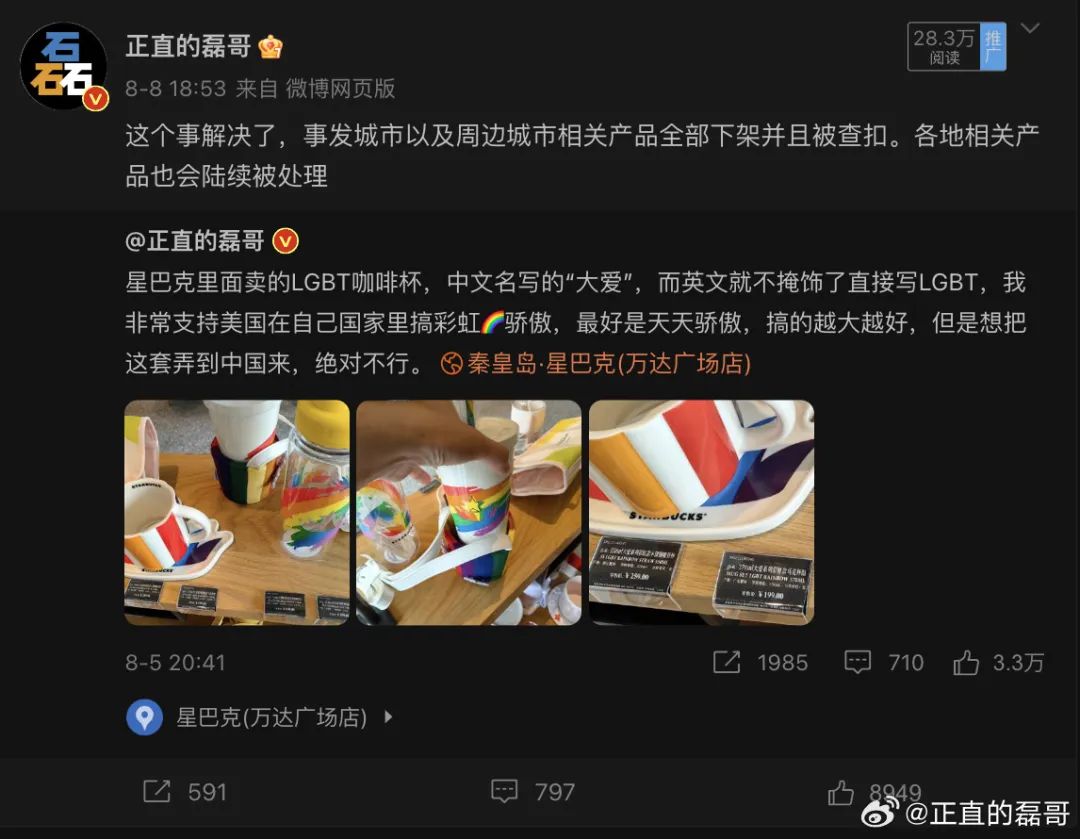 石
石石
正直的磊哥
28.3万
阅读
推广
8-8 18:53 来自 微博网页版
这个事解决了，事发城市以及周边城市相关产品全部下架并且被查扣。各地相关产
品也会陆续被处理
@正直的磊哥
星巴克里面卖的LGBT咖啡杯，中文名写的“大爱”，而英文就不掩饰了直接写LGBT，我
非常支持美国在自己国家里搞彩虹🌈骄傲，最好是天天骄傲，搞的越大越好，但是想把
这套弄到中国来，绝对不行。 秦皇岛·星巴克(万达广场店)
STARBUCKS
STARBUCKS
¥259.00
¥199.00
8-5 20:41
1985
710
3.3万
星巴克(万达广场店)
591
797
8949
@正直的磊哥